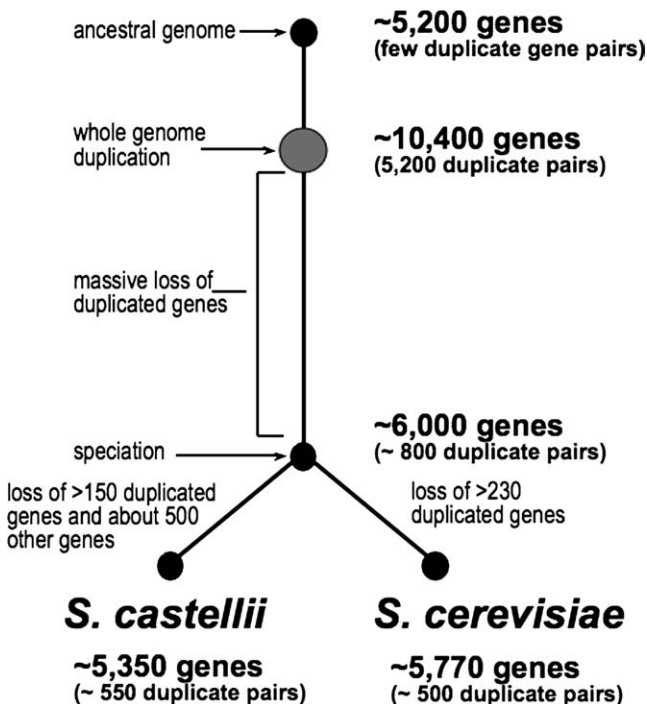 ancestral genome
~5,200 genes
(few duplicate gene pairs)
whole genome
duplication
~10,400 genes
(5,200 duplicate pairs)
massive loss of
duplicated genes
~6,000 genes
(~ 800 duplicate pairs)
speciation
loss of >150 duplicated
genes and about 500
other genes
loss of >230
duplicated genes
S. castellii
S. cerevisiae
~5,350 genes
(~ 550 duplicate pairs)
~5,770 genes
(~ 500 duplicate pairs)